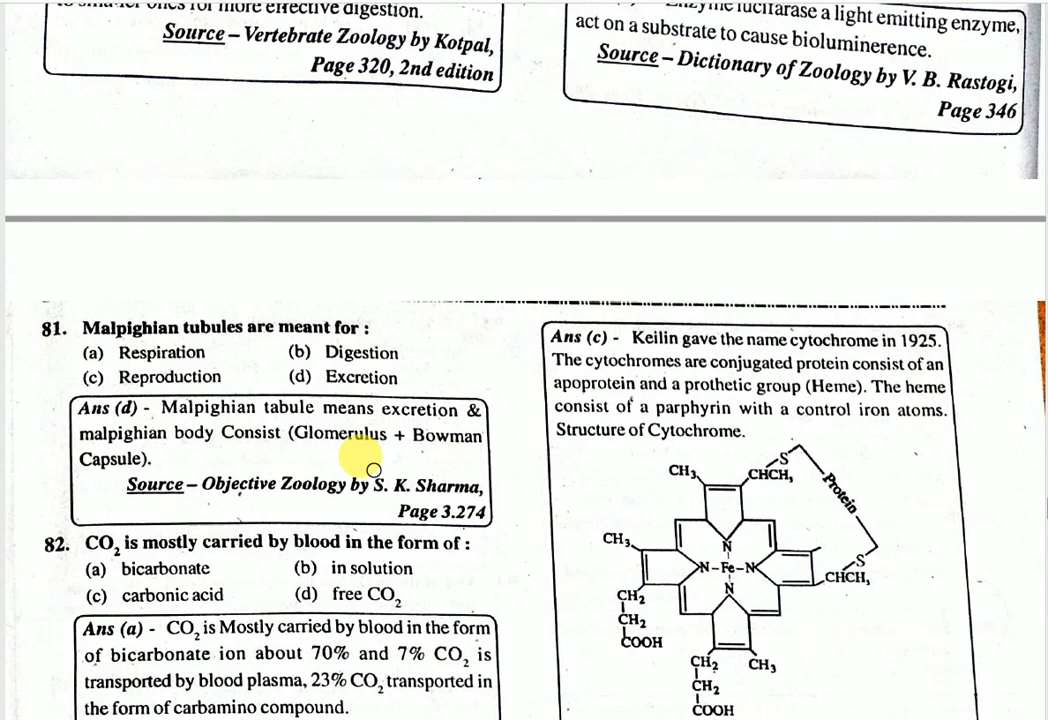 to smaller ones for more effective digestion.
Source – Vertebrate Zoology by Kotpal,
Page 320, 2nd edition
Enzyme lucifarase a light emitting enzyme,
act on a substrate to cause bioluminerence.
Source – Dictionary of Zoology by V. B. Rastogi,
Page 346
81. Malpighian tubules are meant for :
(a) Respiration (b) Digestion
(c) Reproduction (d) Excretion
Ans (d) - Malpighian tabule means excretion &
malpighian body Consist (Glomerulus + Bowman
Capsule).
Source – Objective Zoology by S. K. Sharma,
Page 3.274
82. CO2 is mostly carried by blood in the form of :
(a) bicarbonate (b) in solution
(c) carbonic acid (d) free CO2
Ans (a) - CO2 is Mostly carried by blood in the form
of bicarbonate ion about 70% and 7% CO2 is
transported by blood plasma, 23% CO2 transported in
the form of carbamino compound.
Ans (c) - Keilin gave the name cytochrome in 1925.
The cytochromes are conjugated protein consist of an
apoprotein and a prothetic group (Heme). The heme
consist of a parphyrin with a control iron atoms.
Structure of Cytochrome.
S
CH3 CHCH, Protein
CH3 N
N–Fe–N S
N CHCH,
CH2
CH2
COOH
CH2 CH3
CH2
COOH